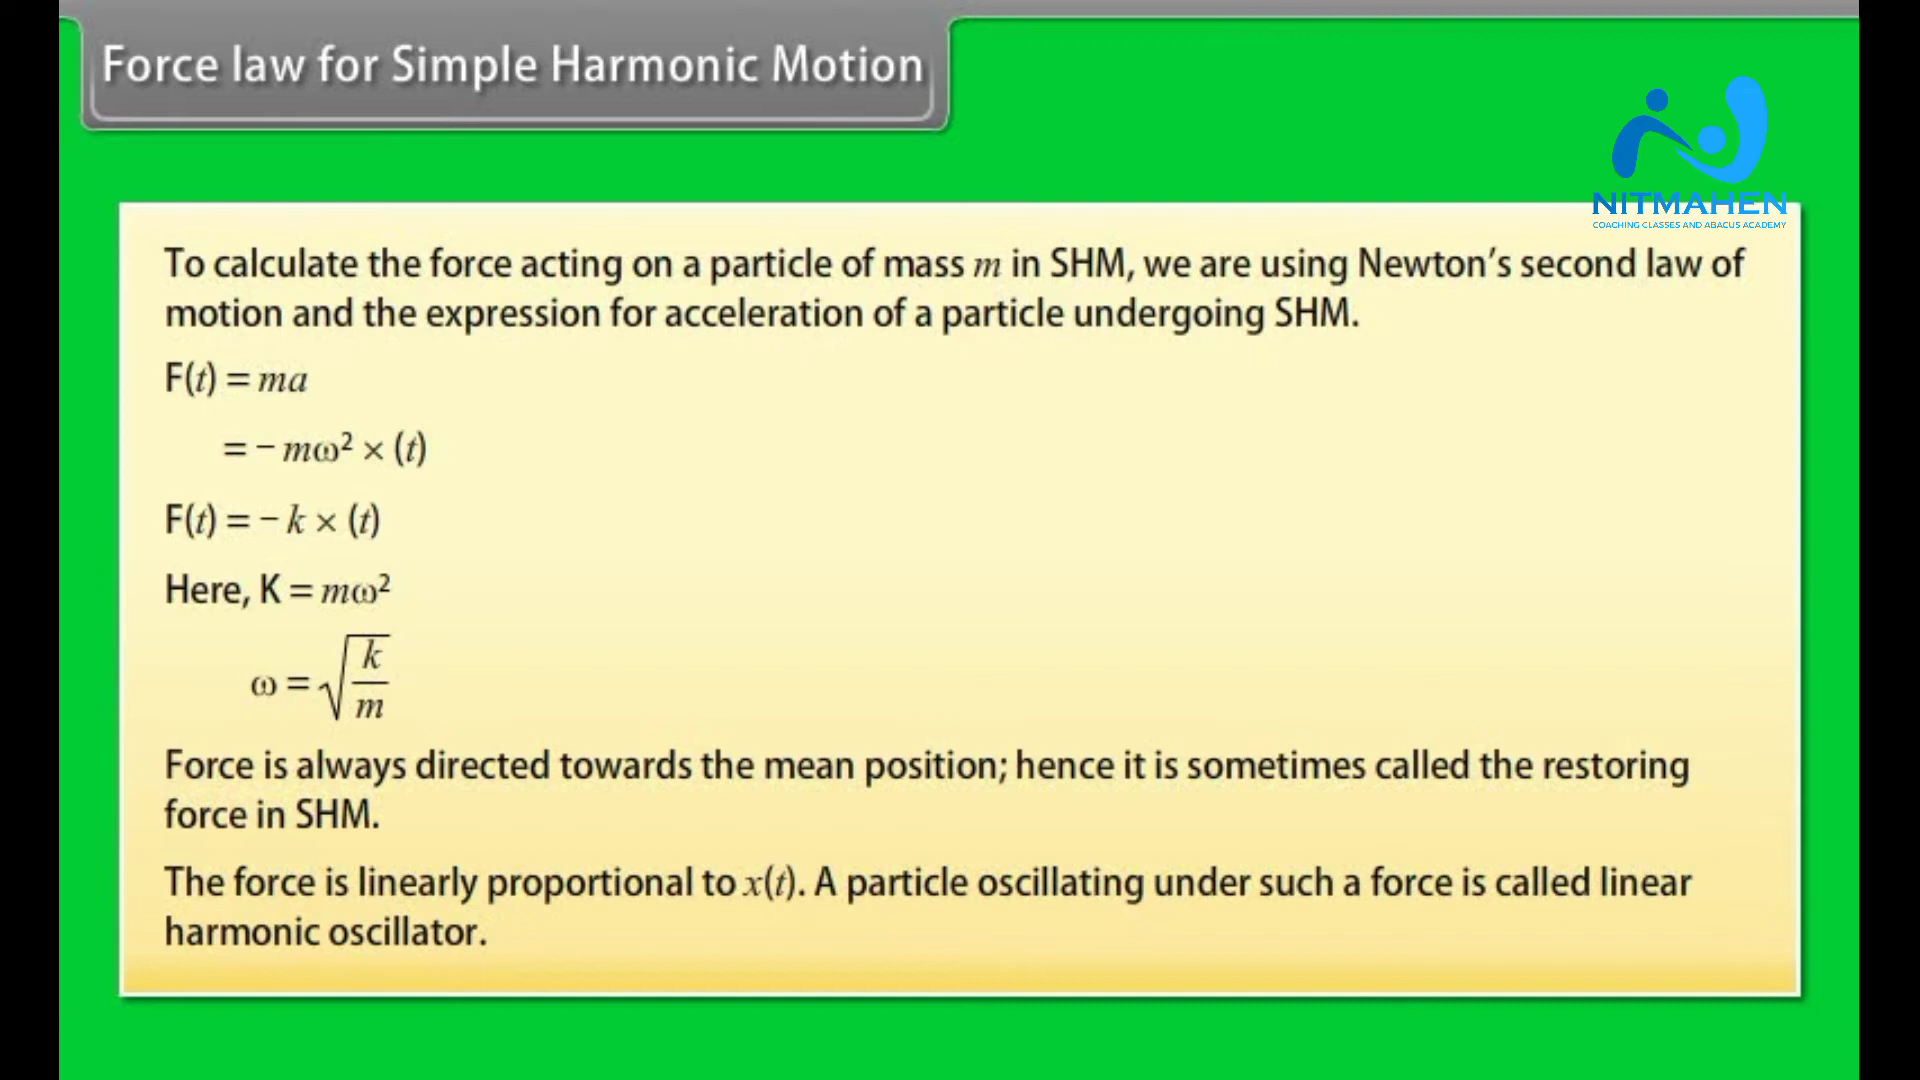 Force law for Simple Harmonic Motion
NITMAHEN
COACHING CLASSES AND ABACUS ACADEMY
To calculate the force acting on a particle of mass m in SHM, we are using Newton’s second law of
motion and the expression for acceleration of a particle undergoing SHM.
F(t) = ma
= − mω² × (t)
F(t) = − k × (t)
Here, K = mω²
ω = √(k/m)
Force is always directed towards the mean position; hence it is sometimes called the restoring
force in SHM.
The force is linearly proportional to x(t). A particle oscillating under such a force is called linear
harmonic oscillator.